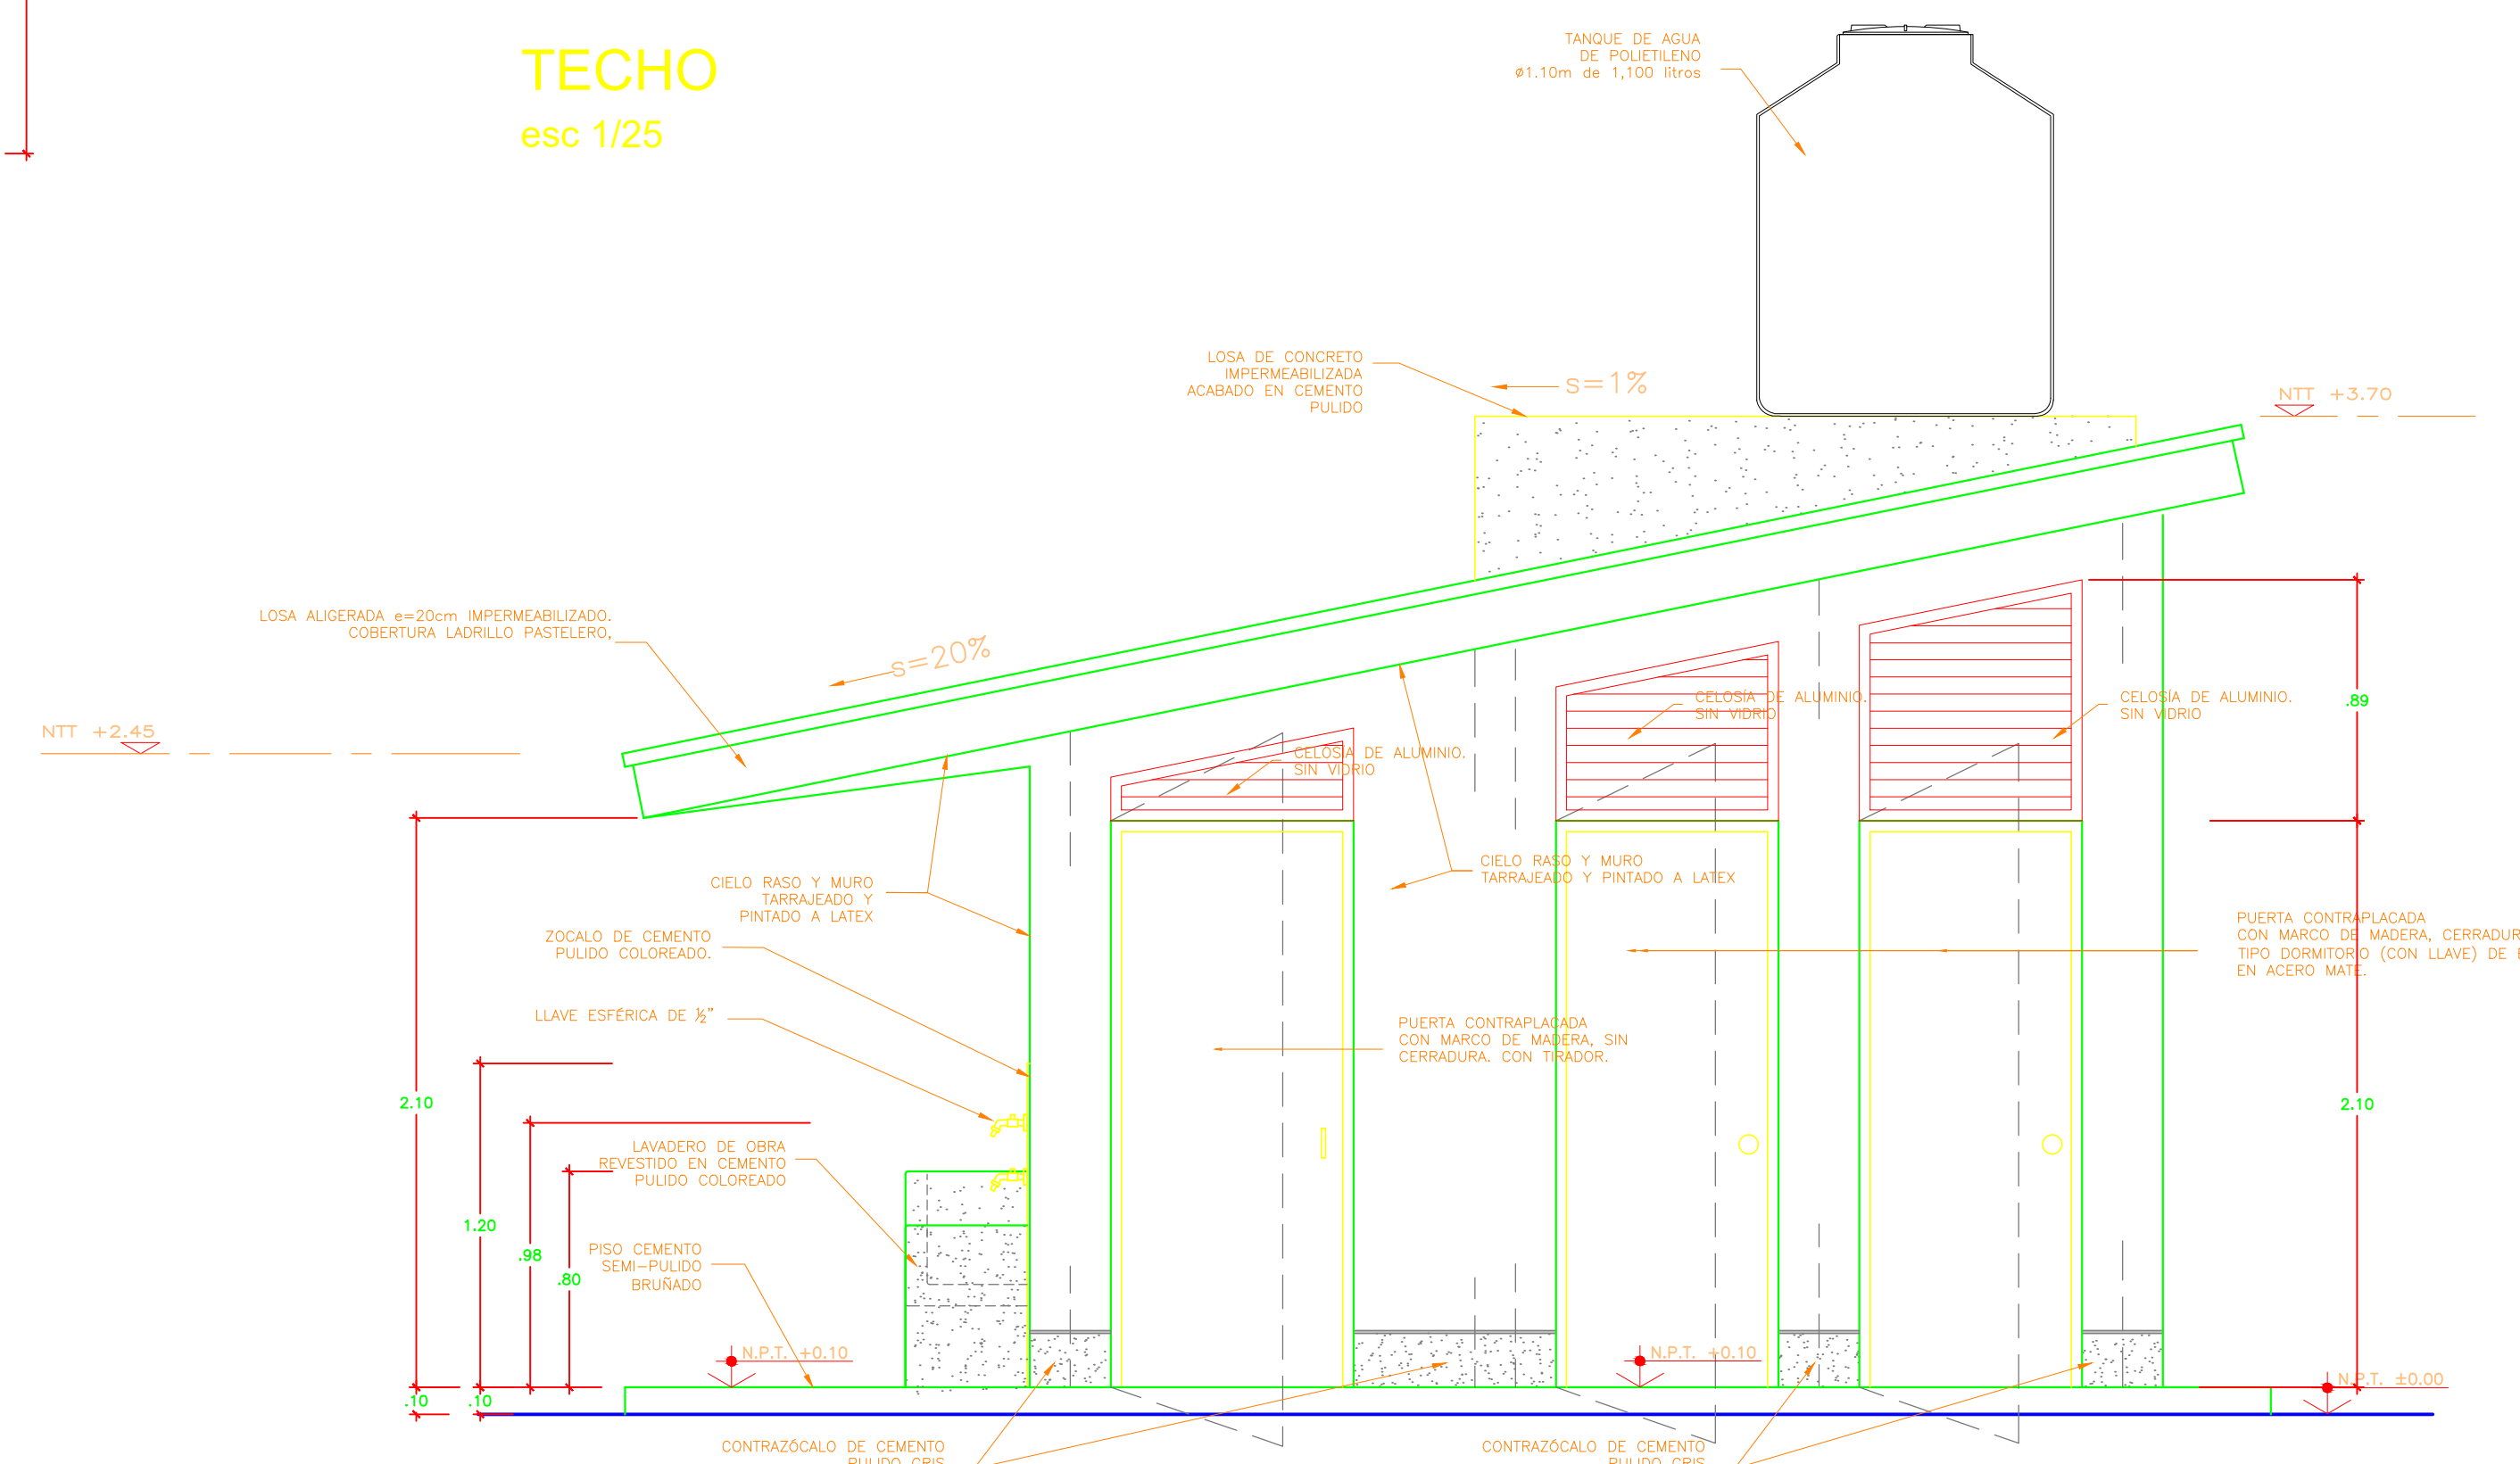 TECHO
esc 1/25
TANQUE DE AGUA
DE POLIETILENO
ø1.10m de 1,100 litros
LOSA DE CONCRETO
IMPERMEABILIZADA
ACABADO EN CEMENTO
PULIDO
s=1%
NTT +3.70
LOSA ALIGERADA e=20cm IMPERMEABILIZADO.
COBERTURA LADRILLO PASTELERO,
s=20%
NTT +2.45
CELOSÍA DE ALUMINIO.
SIN VIDRIO
CELOSÍA DE ALUMINIO.
SIN VIDRIO
CELOSÍA DE ALUMINIO.
SIN VIDRIO
.89
CIELO RASO Y MURO
TARRAJEADO Y
PINTADO A LATEX
CIELO RASO Y MURO
TARRAJEADO Y PINTADO A LATEX
ZOCALO DE CEMENTO
PULIDO COLOREADO.
PUERTA CONTRAPLACADA
CON MARCO DE MADERA, CERRADUR
TIPO DORMITORIO (CON LLAVE) DE
EN ACERO MATE.
LLAVE ESFÉRICA DE ½"
PUERTA CONTRAPLACADA
CON MARCO DE MADERA, SIN
CERRADURA. CON TIRADOR.
2.10
2.10
LAVADERO DE OBRA
REVESTIDO EN CEMENTO
PULIDO COLOREADO
1.20
.98
.80
PISO CEMENTO
SEMI-PULIDO
BRUÑADO
N.P.T. +0.10
N.P.T. +0.10
N.P.T. ±0.00
.10
.10
CONTRAZÓCALO DE CEMENTO
PULIDO GRIS
CONTRAZÓCALO DE CEMENTO
PULIDO GRIS